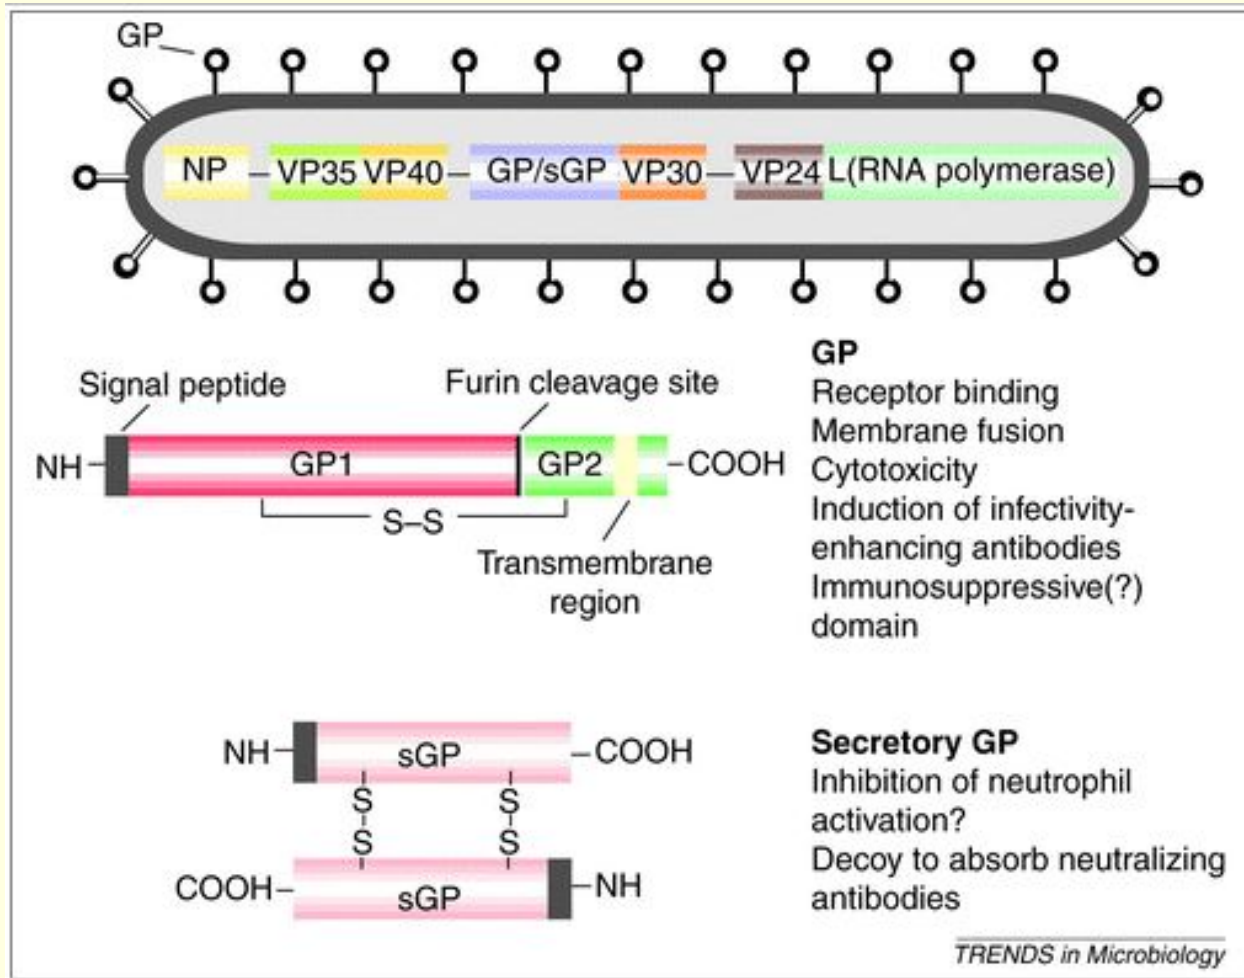 GP
NP VP35 VP40 GP/sGP VP30 VP24 L(RNA polymerase)
Signal peptide
Furin cleavage site
NH GP1 GP2 COOH
S–S
Transmembrane
region
GP
Receptor binding
Membrane fusion
Cytotoxicity
Induction of infectivity-
enhancing antibodies
Immunosuppressive(?)
domain
NH sGP COOH
S S
S S
COOH sGP NH
Secretory GP
Inhibition of neutrophil
activation?
Decoy to absorb neutralizing
antibodies
TRENDS in Microbiology